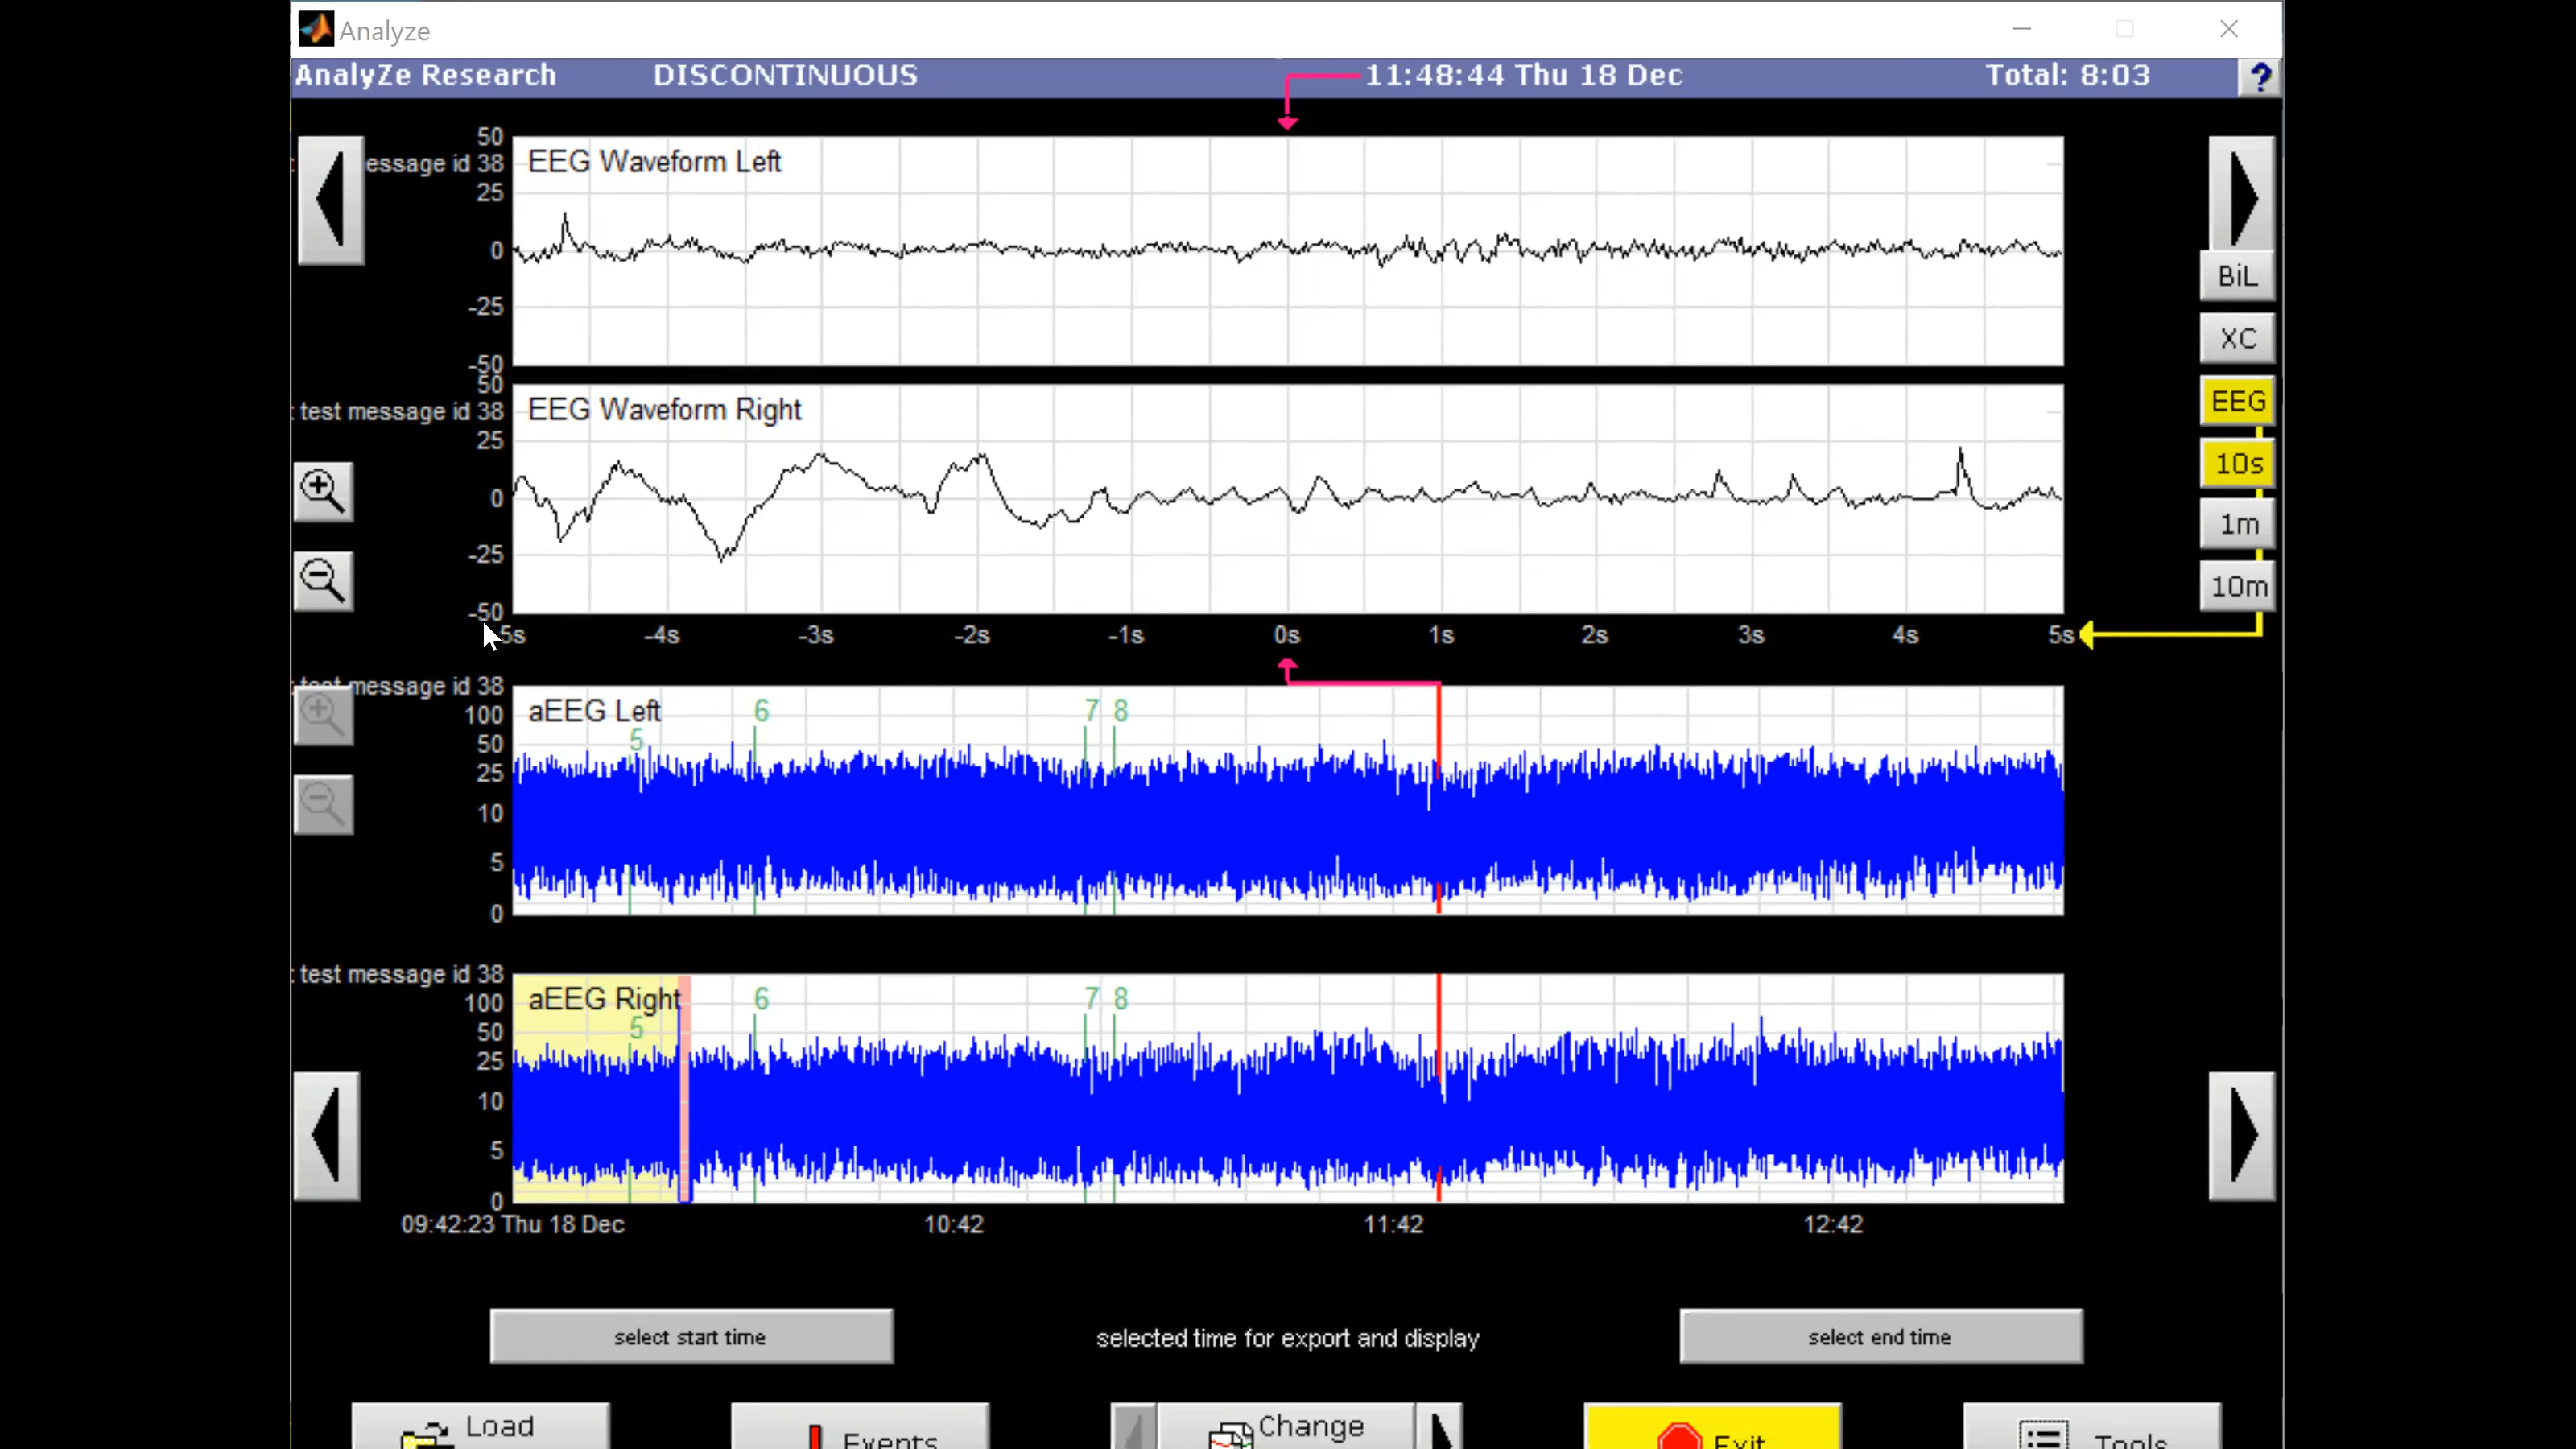 Analyze
AnalyZe Research DISCONTINUOUS 11:48:44 Thu 18 Dec Total: 8:03 ?
50
essage id 38 EEG Waveform Left
25
0
-25
-50
BiL
XC
EEG
10s
1m
10m
50
: test message id 38 EEG Waveform Right
25
0
-25
-50
5s -4s -3s -2s -1s 0s 1s 2s 3s 4s 5s
: test message id 38
aEEG Left 5 6 7 8
100
50
25
10
5
0
: test message id 38
aEEG Right 5 6 7 8
100
50
25
10
5
0
09:42:23 Thu 18 Dec 10:42 11:42 12:42
select start time selected time for export and display select end time
Load Events Change Exit Tools